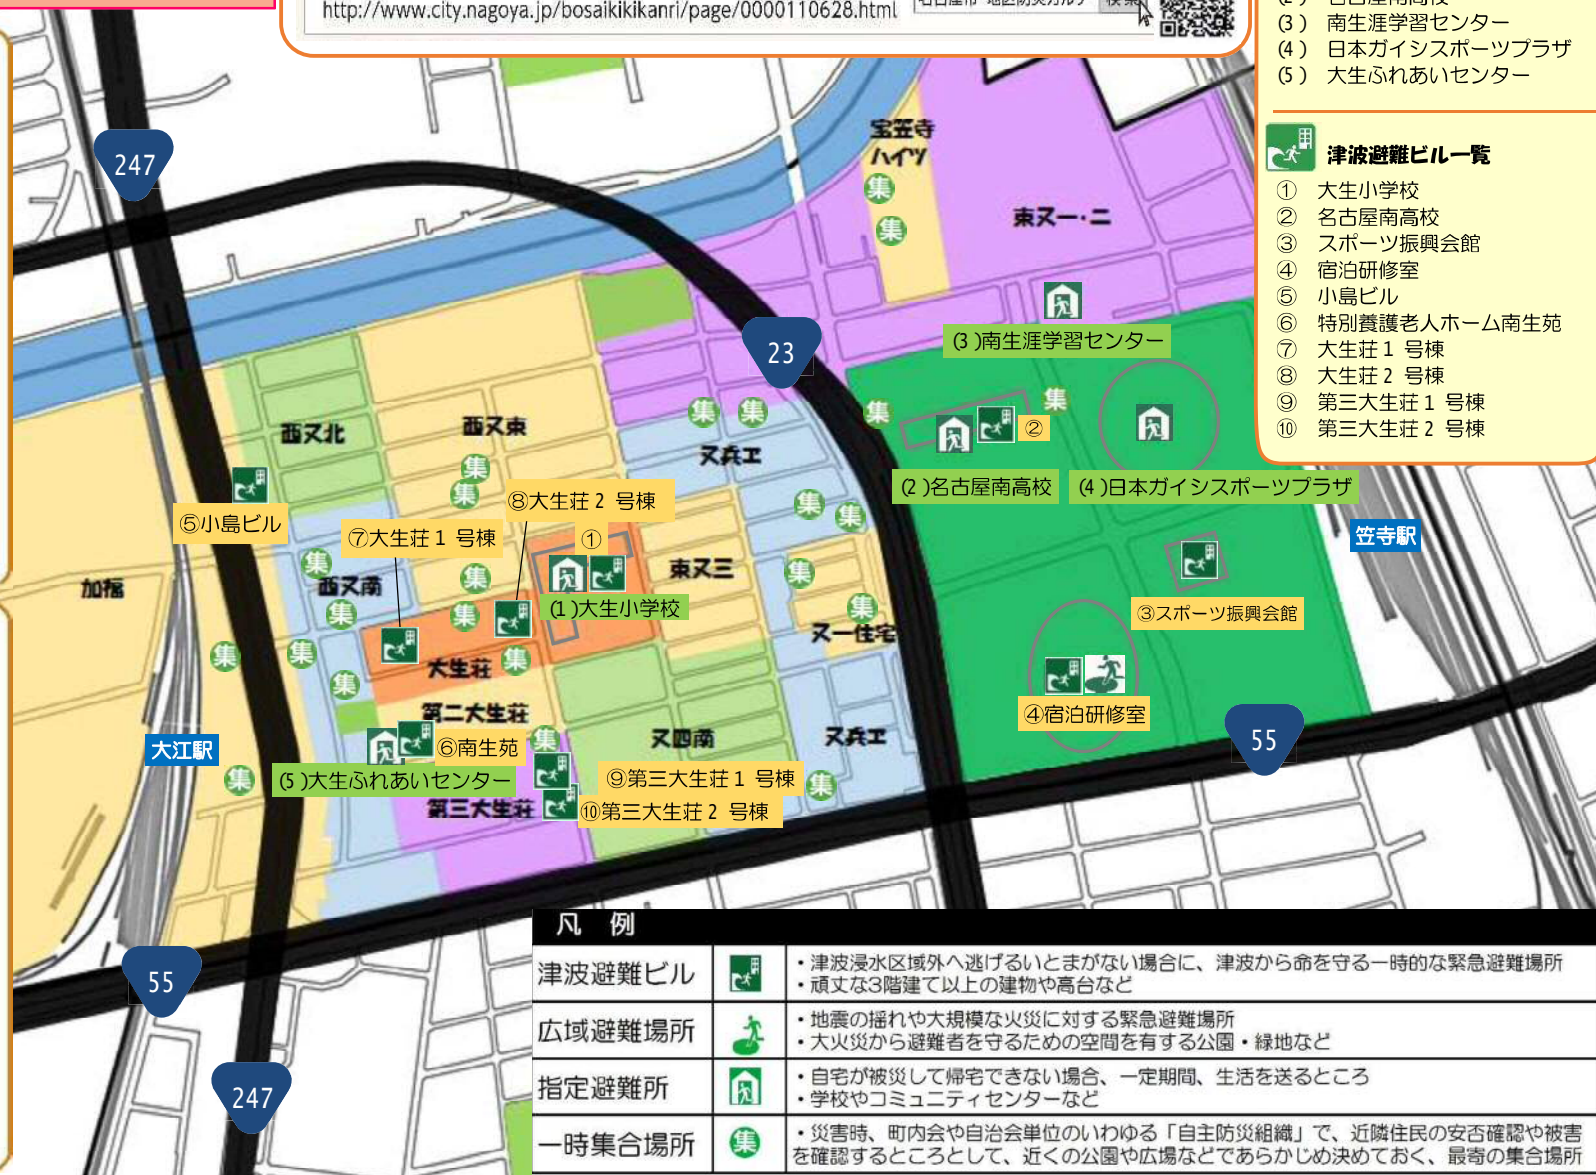 http://www.city.nagoya.jp/bosaikikikanri/page/0000110628.html
(3) 南生涯学習センター
(4) 日本ガイシスポーツプラザ
(5) 大生ふれあいセンター
津波避難ビル一覧
① 大生小学校
② 名古屋南高校
③ スポーツ振興会館
④ 宿泊研修室
⑤ 小島ビル
⑥ 特別養護老人ホーム南生苑
⑦ 大生荘1 号棟
⑧ 大生荘2 号棟
⑨ 第三大生荘1 号棟
⑩ 第三大生荘2 号棟
247
宝笠寺
ハイツ
集
集
東又一・二
23
(3)南生涯学習センター
集
集
集
集
西又北
西又東
又兵ヱ
②
集
集
(2)名古屋南高校
(4)日本ガイシスポーツプラザ
⑧大生荘2 号棟
⑤小島ビル
集
集
⑦大生荘1 号棟
①
笠寺駅
集
西又南
集
東又三
集
加福
集
集
(1)大生小学校
集
③スポーツ振興会館
又一住宅
集
集
大生荘
集
集
第二大生荘
④宿泊研修室
大江駅
⑥南生苑
集
又四南
又兵ヱ
55
集
(5)大生ふれあいセンター
⑨第三大生荘1 号棟
集
第三大生荘
⑩第三大生荘2 号棟
55
247
凡 例
津波避難ビル
・津波浸水区域外へ逃げるいとまがない場合に、津波から命を守る一時的な緊急避難場所
・頑丈な3階建て以上の建物や高台など
広域避難場所
・地震の揺れや大規模な火災に対する緊急避難場所
・大火災から避難者を守るための空間を有する公園・緑地など
指定避難所
・自宅が被災して帰宅できない場合、一定期間、生活を送るところ
・学校やコミュニティセンターなど
一時集合場所
集
・災害時、町内会や自治会単位のいわゆる「自主防災組織」で、近隣住民の安否確認や被害
を確認するところとして、近くの公園や広場などであらかじめ決めておく、最寄の集合場所